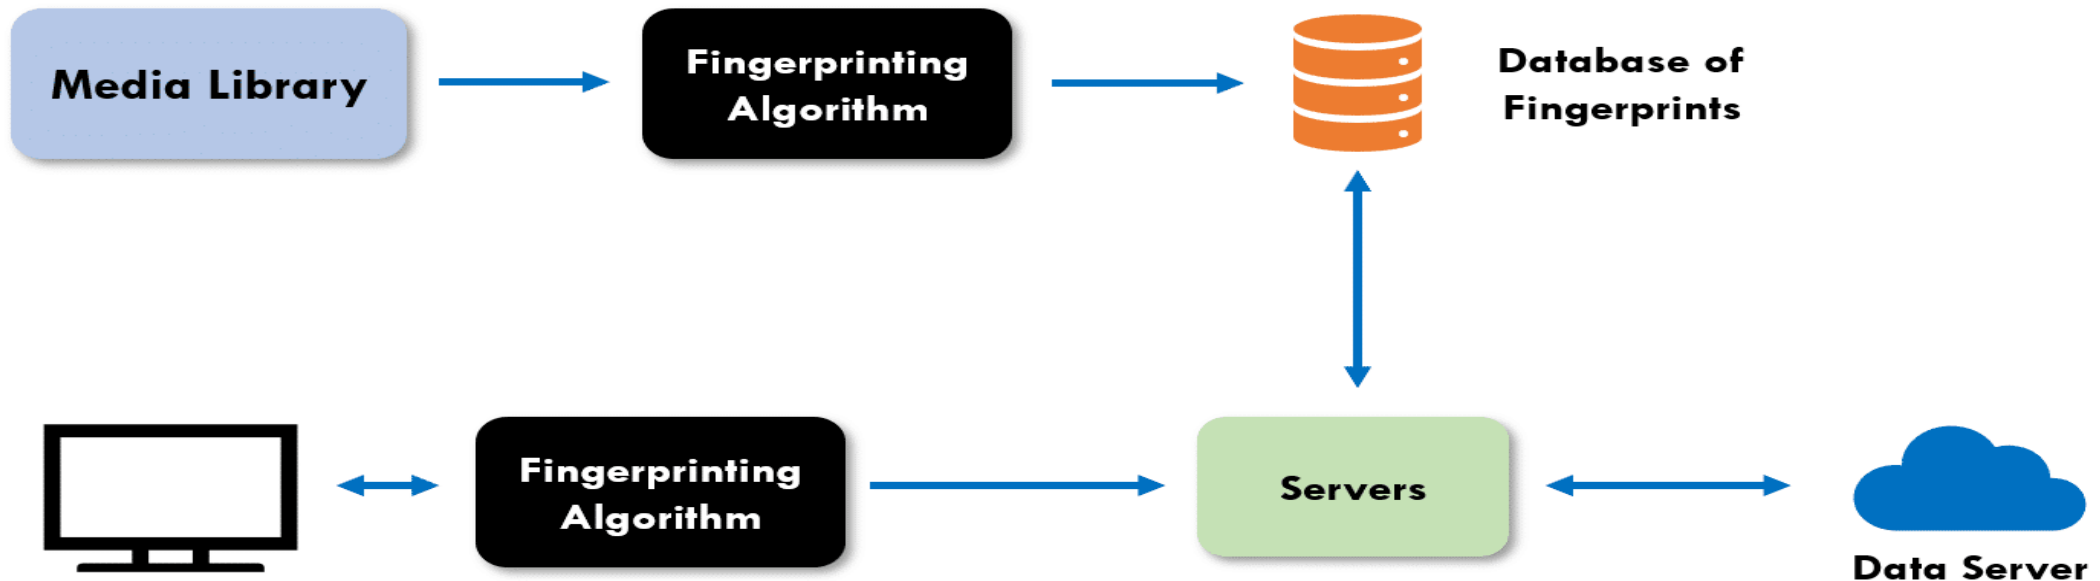 Media Library
Fingerprinting
Algorithm
Database of
Fingerprints
Fingerprinting
Algorithm
Servers
Data Server